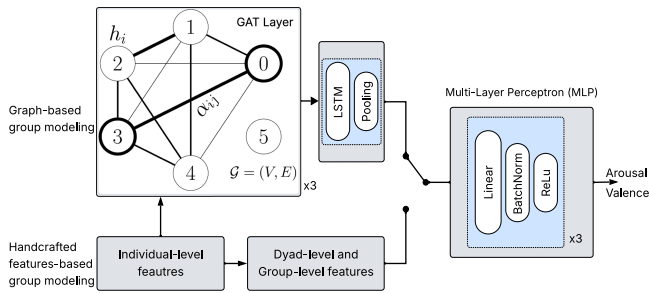 GAT Layer
1
h_i
2
0
α_ij
3
5
4
G = (V, E)
x3
Graph-based
group modeling
LSTM
Pooling
Multi-Layer Perceptron (MLP)
Linear
BatchNorm
ReLu
x3
Arousal
Valence
Handcrafted
features-based
group modeling
Individual-level
feautres
Dyad-level and
Group-level features